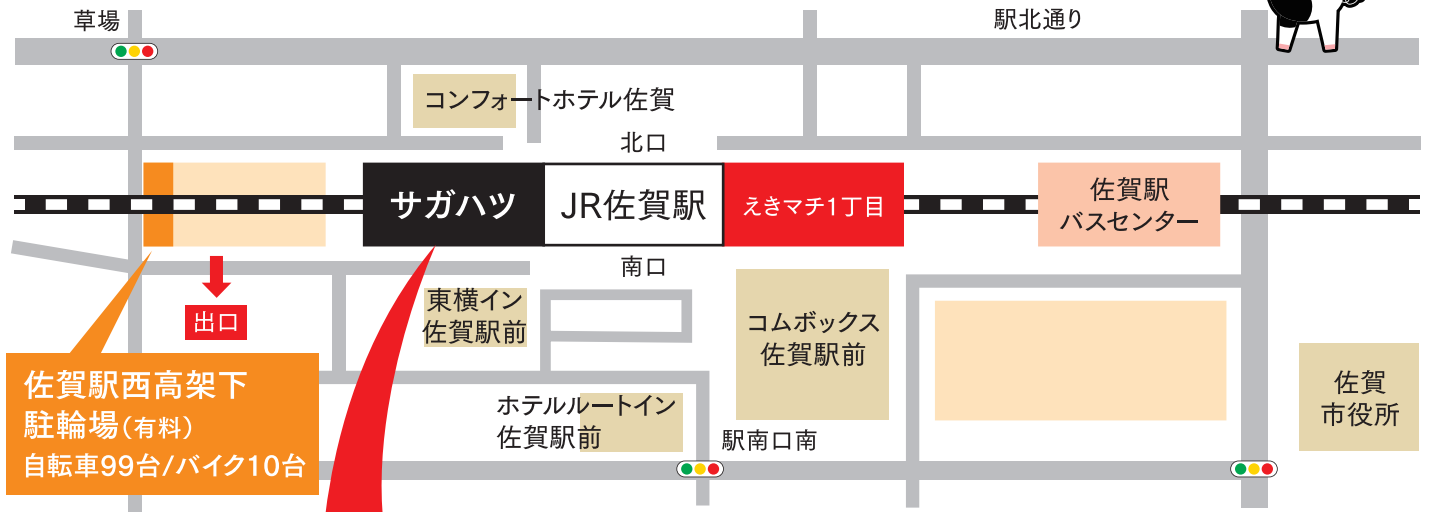 草場
駅北通り
コンフォートホテル佐賀
北口
サガハツ
JR佐賀駅
えきマチ1丁目
佐賀駅
バスセンター
南口
出口
東横イン
佐賀駅前
コムボックス
佐賀駅前
佐賀駅西高架下
駐輪場(有料)
自転車99台/バイク10台
ホテルルートイン
佐賀駅前
駅南口南
佐賀
市役所